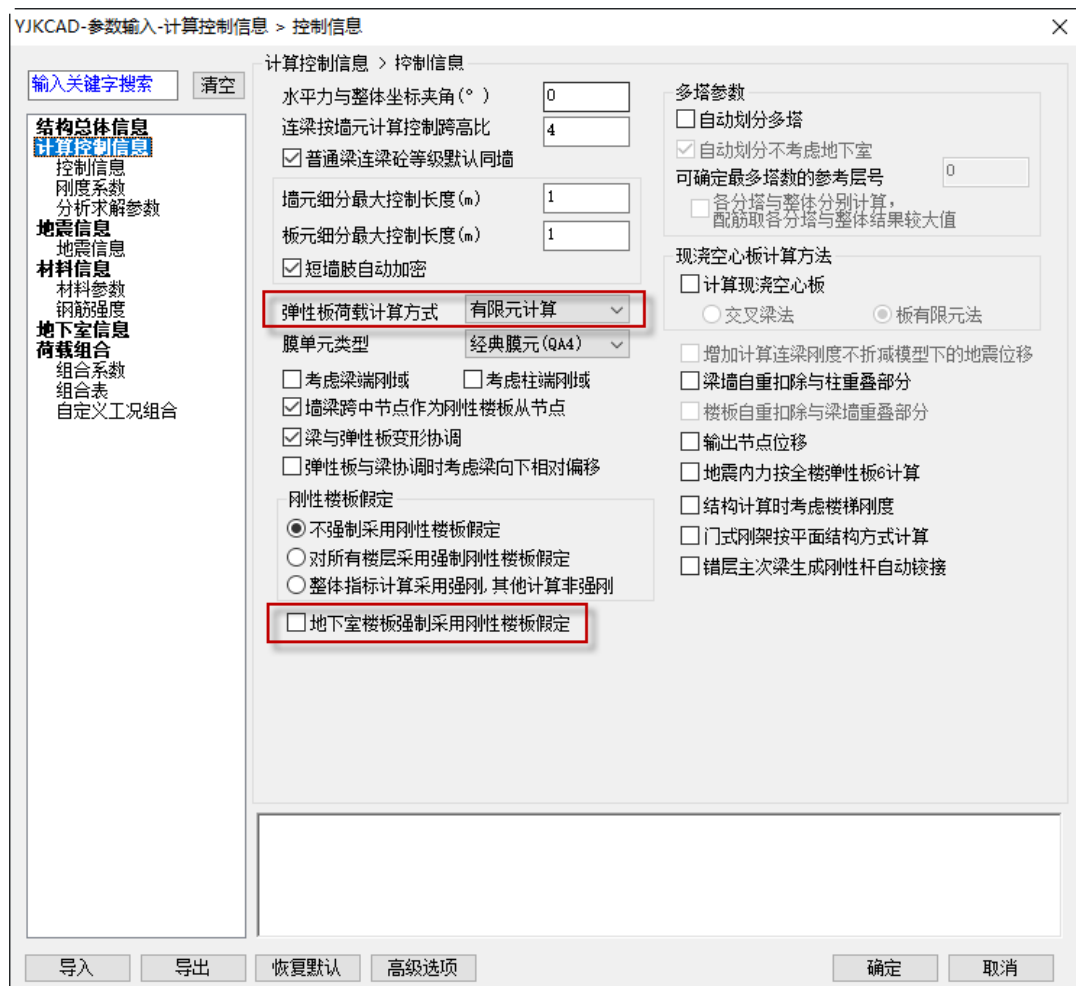 YJKCAD-参数输入-计算控制信息 > 控制信息
输入关键字搜索
清空
结构总体信息
计算控制信息
控制信息
刚度系数
分析求解参数
地震信息
地震信息
材料信息
材料参数
钢筋强度
地下室信息
荷载组合
组合系数
组合表
自定义工况组合
计算控制信息 > 控制信息
水平力与整体坐标夹角(°)
0
连梁按墙元计算控制跨高比
4
普通梁连梁砼等级默认同墙
墙元细分最大控制长度(m)
1
板元细分最大控制长度(m)
1
短墙肢自动加密
弹性板荷载计算方式
有限元计算
膜单元类型
经典膜元(QA4)
考虑梁端刚域
考虑柱端刚域
墙梁跨中节点作为刚性楼板从节点
梁与弹性板变形协调
弹性板与梁协调时考虑梁向下相对偏移
刚性楼板假定
不强制采用刚性楼板假定
对所有楼层采用强制刚性楼板假定
整体指标计算采用强刚,其他计算非强刚
地下室楼板强制采用刚性楼板假定
多塔参数
自动划分多塔
自动划分不考虑地下室
可确定最多塔数的参考层号
0
各分塔与整体分别计算,
配筋取各分塔与整体结果较大值
现浇空心板计算方法
计算现浇空心板
交叉梁法
板有限元法
增加计算连梁刚度不折减模型下的地震位移
梁墙自重扣除与柱重叠部分
楼板自重扣除与梁墙重叠部分
输出节点位移
地震内力按全楼弹性板6计算
结构计算时考虑楼梯刚度
门式刚架按平面结构方式计算
错层主次梁生成刚性杆自动铰接
导入
导出
恢复默认
高级选项
确定
取消